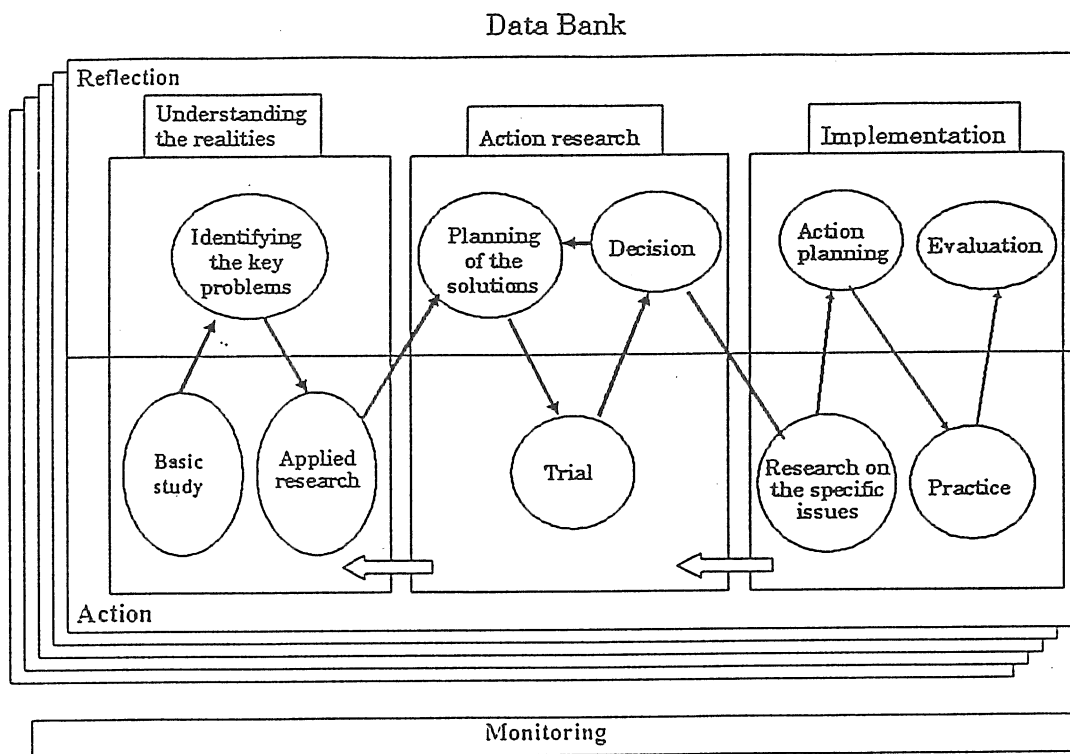 Data Bank
Reflection
Understanding
the realities
Action research
Implementation
Identifying
the key
problems
Planning
of the
solutions
Decision
Action
planning
Evaluation
Basic
study
Applied
research
Trial
Research on
the specific
issues
Practice
Action
Monitoring